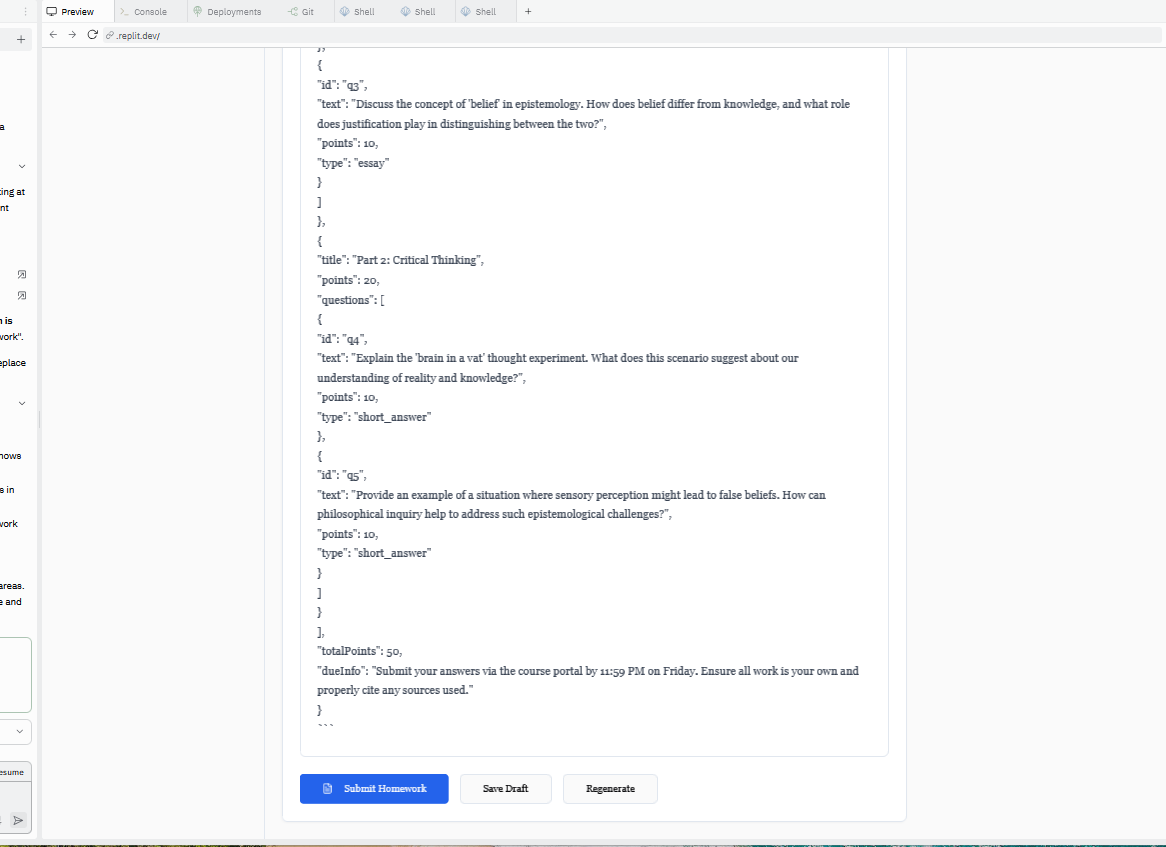 Preview
Console
Deployments
Git
Shell
Shell
Shell
+
+
.replit.dev/
a
ing at
nt
n is
work".
eplace
hows
s in
work
areas.
e and
esume
},
{
"id": "q3",
"text": "Discuss the concept of 'belief' in epistemology. How does belief differ from knowledge, and what role
does justification play in distinguishing between the two?",
"points": 10,
"type": "essay"
}
]
},
{
"title": "Part 2: Critical Thinking",
"points": 20,
"questions": [
{
"id": "q4",
"text": "Explain the 'brain in a vat' thought experiment. What does this scenario suggest about our
understanding of reality and knowledge?",
"points": 10,
"type": "short_answer"
},
{
"id": "q5",
"text": "Provide an example of a situation where sensory perception might lead to false beliefs. How can
philosophical inquiry help to address such epistemological challenges?",
"points": 10,
"type": "short_answer"
}
]
}
],
"totalPoints": 50,
"dueInfo": "Submit your answers via the course portal by 11:59 PM on Friday. Ensure all work is your own and
properly cite any sources used."
}
```
Submit Homework
Save Draft
Regenerate